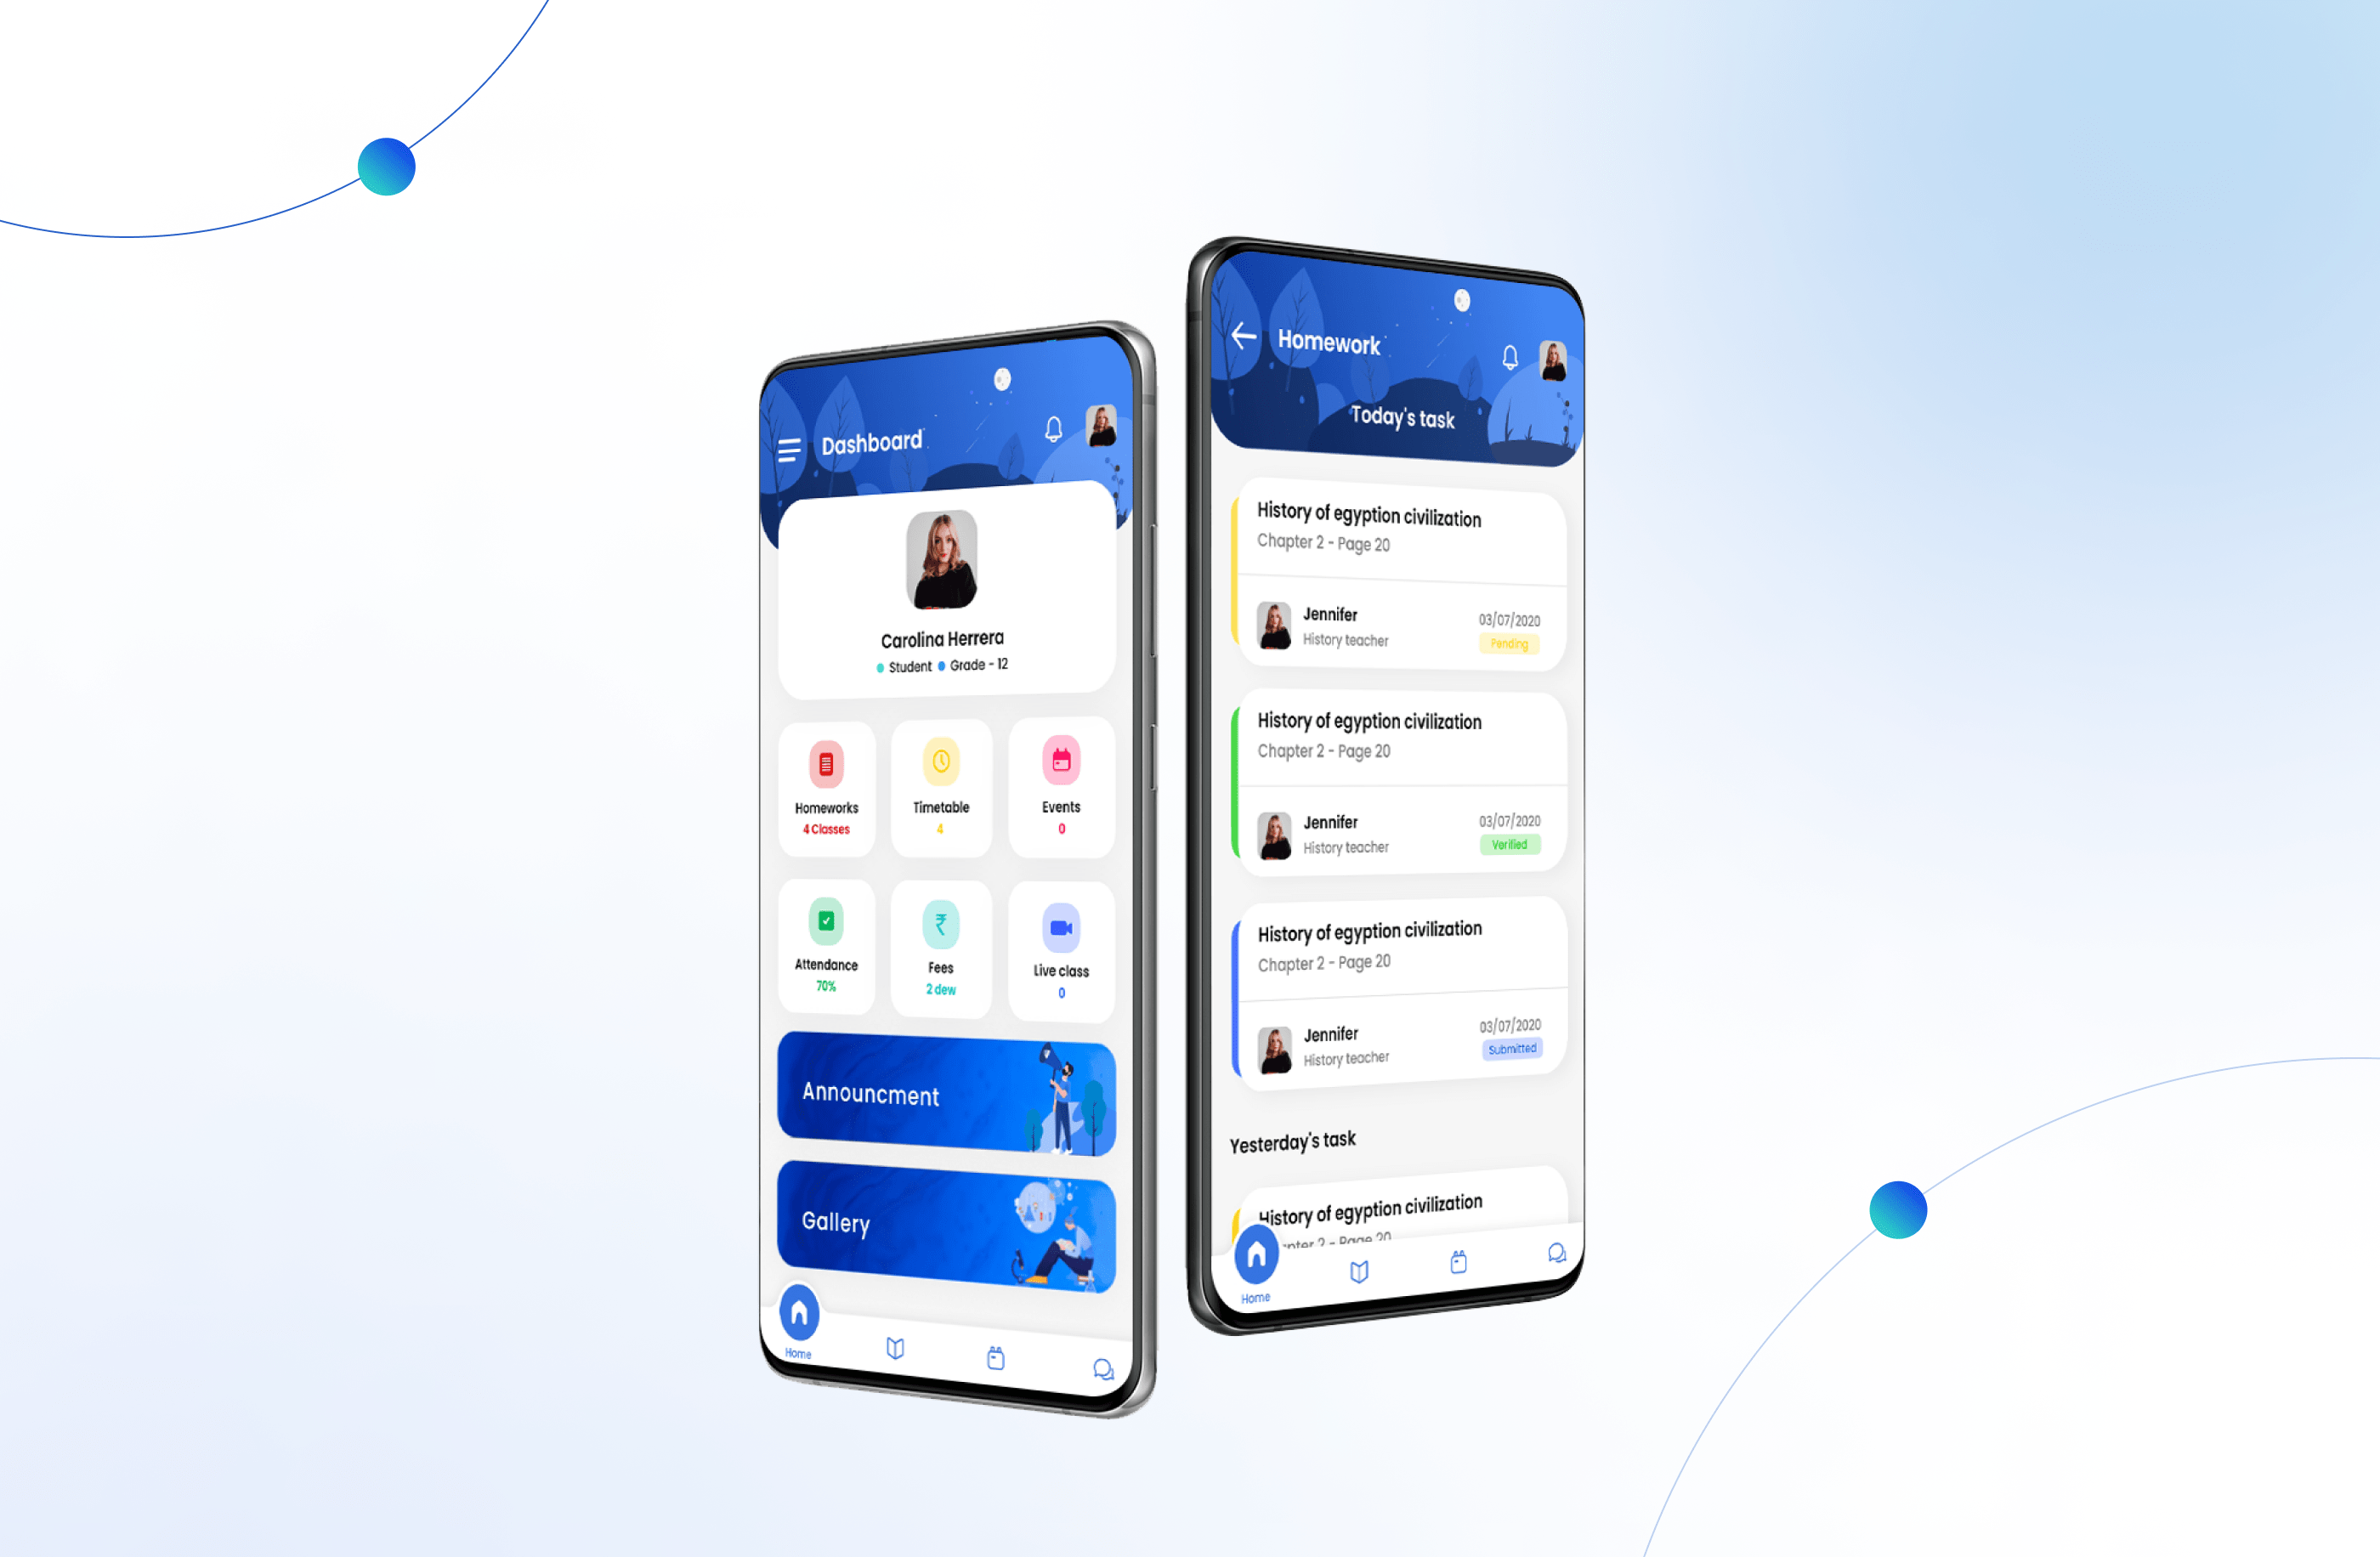 Dashboard
Carolina Herrera
Student Grade - 12
Homeworks
4 Classes
Timetable
4
Events
0
Attendance
70%
₹
Fees
2 dew
Live class
0
Announcment
Gallery
Home
Homework
Today's task
History of egyption civilization
Chapter 2 - Page 20
Jennifer
History teacher
03/07/2020
Pending
History of egyption civilization
Chapter 2 - Page 20
Jennifer
History teacher
03/07/2020
Verified
History of egyption civilization
Chapter 2 - Page 20
Jennifer
History teacher
03/07/2020
Submitted
Yesterday's task
History of egyption civilization
2 - Page 20
Home